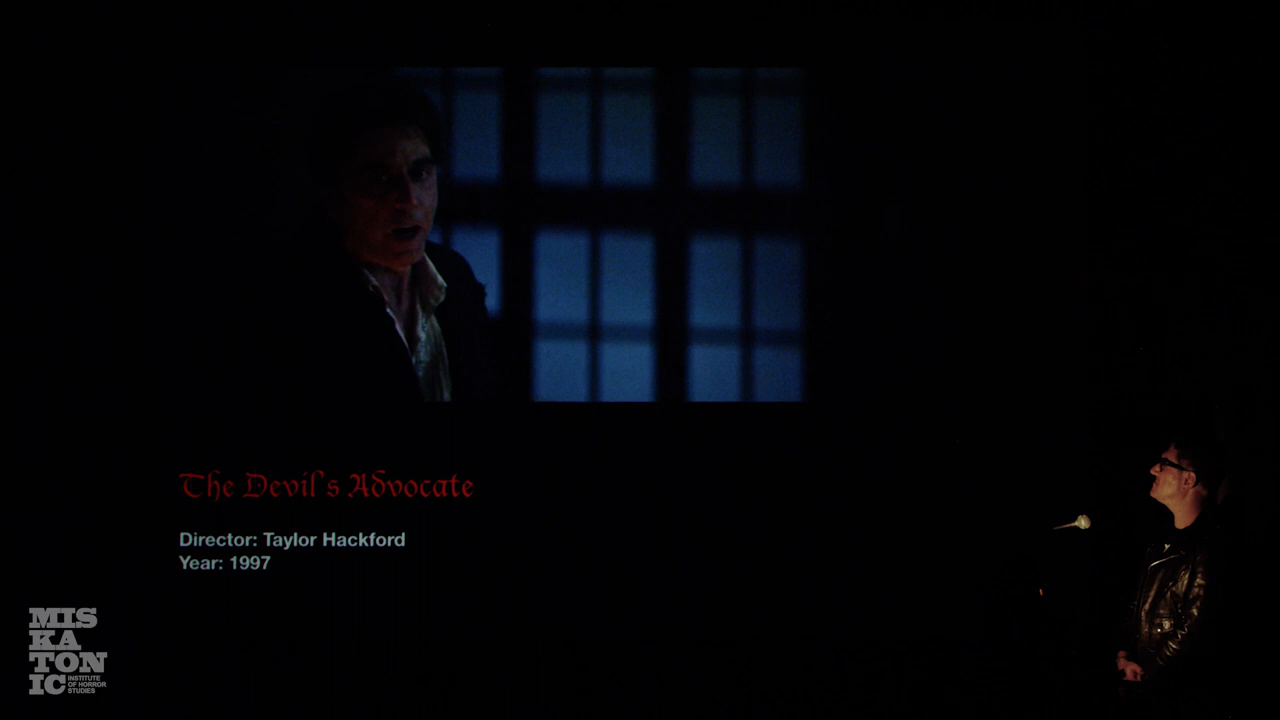 The Devil's Advocate
Director: Taylor Hackford
Year: 1997
MIS
KA
TON
IC INSTITUTE
OF HORROR
STUDIES